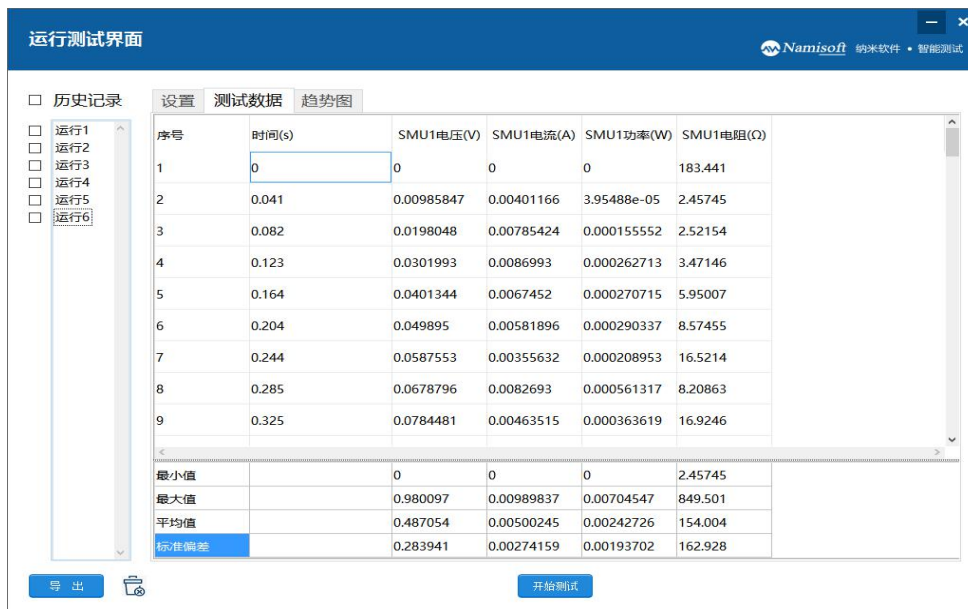 运行测试界面
Namisoft 纳米软件 • 智能测试
历史记录
运行1
运行2
运行3
运行4
运行5
运行6
设置 测试数据 趋势图
序号 时间(s) SMU1电压(V) SMU1电流(A) SMU1功率(W) SMU1电阻(Ω)
1 0 0 0 0 183.441
2 0.041 0.00985847 0.00401166 3.95488e-05 2.45745
3 0.082 0.0198048 0.00785424 0.000155552 2.52154
4 0.123 0.0301993 0.0086993 0.000262713 3.47146
5 0.164 0.0401344 0.0067452 0.000270715 5.95007
6 0.204 0.049895 0.00581896 0.000290337 8.57455
7 0.244 0.0587553 0.00355632 0.000208953 16.5214
8 0.285 0.0678796 0.0082693 0.000561317 8.20863
9 0.325 0.0784481 0.00463515 0.000363619 16.9246
最小值 0 0 0 2.45745
最大值 0.980097 0.00989837 0.00704547 849.501
平均值 0.487054 0.00500245 0.00242726 154.004
标准偏差 0.283941 0.00274159 0.00193702 162.928
导 出
开始测试